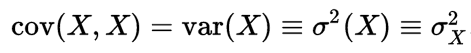 cov(X, X) = var(X) ≡ σ²(X) ≡ σ²_X